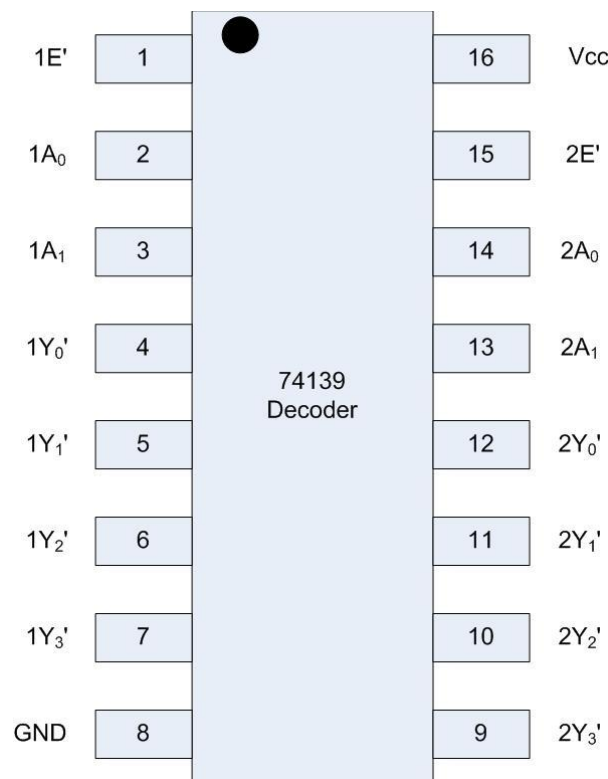 1E' 1 16 Vcc
1A₀ 2 15 2E'
1A₁ 3 14 2A₀
1Y₀' 4 13 2A₁
74139
Decoder
1Y₁' 5 12 2Y₀'
1Y₂' 6 11 2Y₁'
1Y₃' 7 10 2Y₂'
GND 8 9 2Y₃'